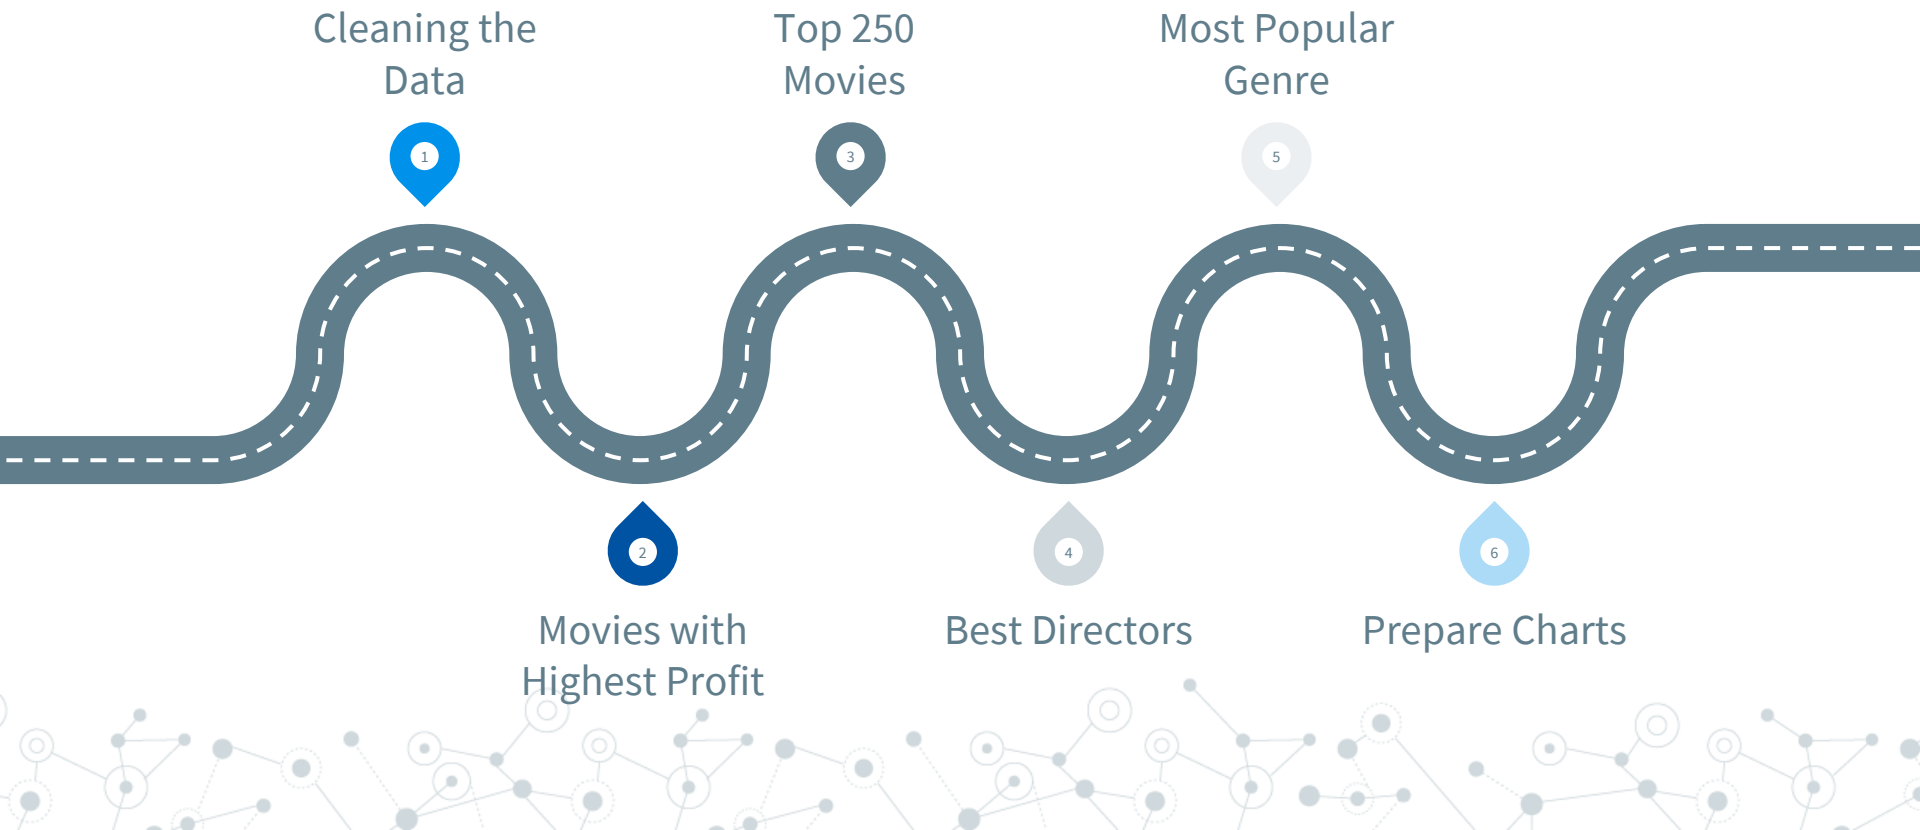 Cleaning the
Data
1
Top 250
Movies
3
Most Popular
Genre
5
2
Movies with
Highest Profit
4
Best Directors
6
Prepare Charts